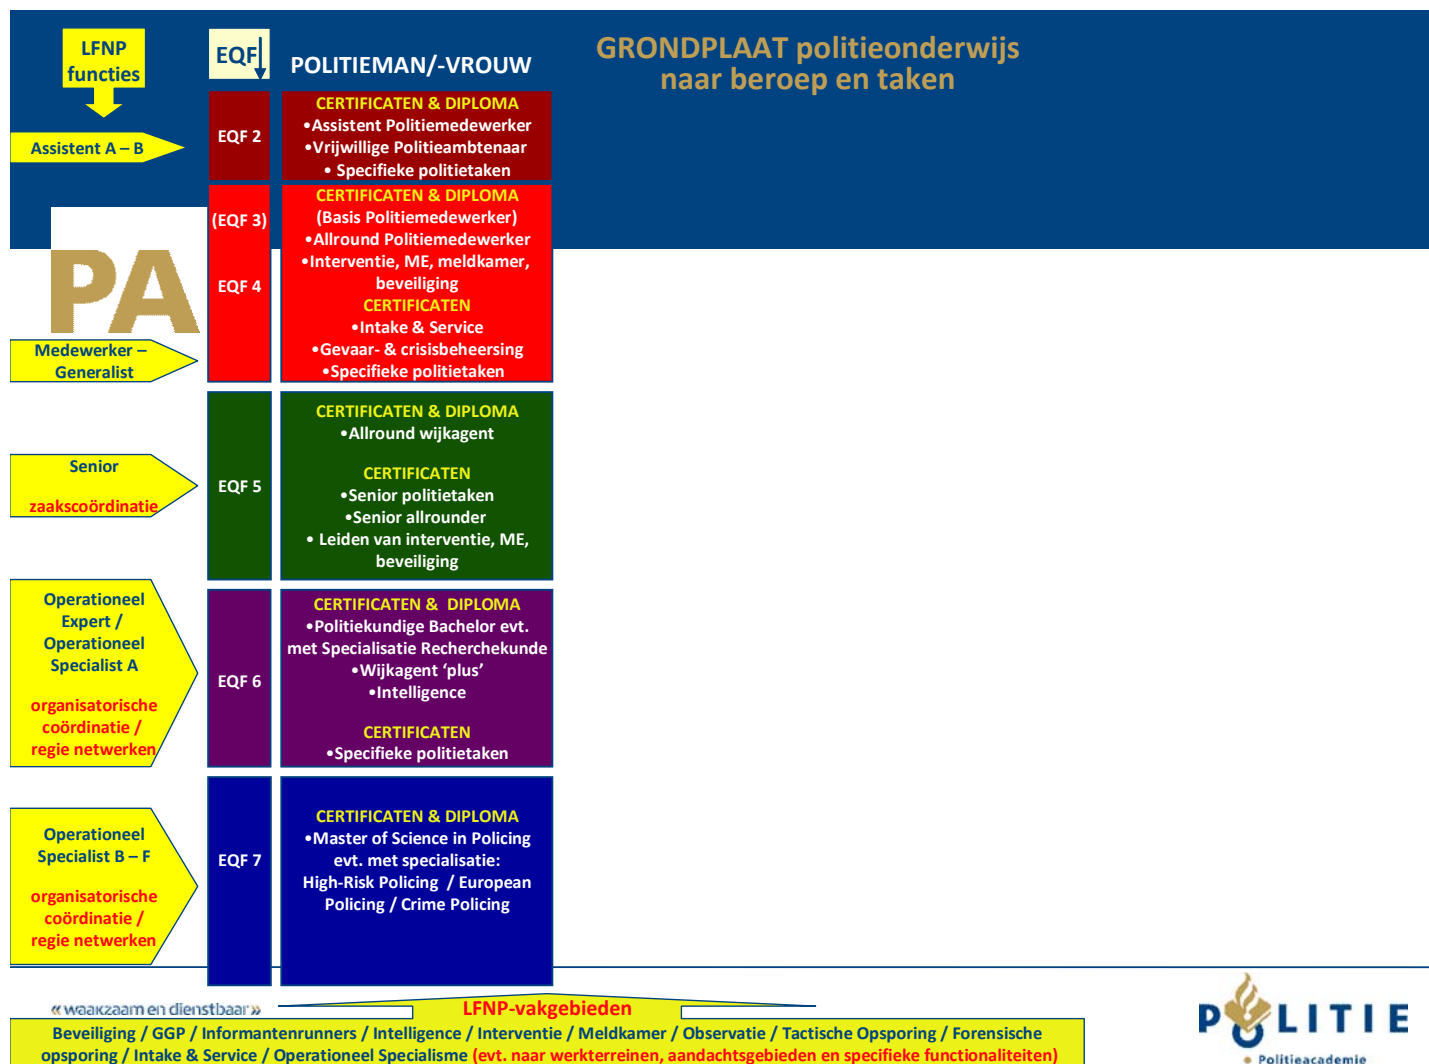 LFNP
functies
EQF
POLITIEMAN/-VROUW
GRONDPLAAT politieonderwijs
naar beroep en taken
Assistent A – B
EQF 2
CERTIFICATEN & DIPLOMA
•Assistent Politiemedewerker
•Vrijwillige Politieambtenaar
• Specifieke politietaken
PA
Medewerker –
Generalist
(EQF 3)
EQF 4
CERTIFICATEN & DIPLOMA
(Basis Politiemedewerker)
•Allround Politiemedewerker
•Interventie, ME, meldkamer,
beveiliging
CERTIFICATEN
•Intake & Service
•Gevaar- & crisisbeheersing
•Specifieke politietaken
Senior
zaakscoördinatie
EQF 5
CERTIFICATEN & DIPLOMA
•Allround wijkagent
CERTIFICATEN
•Senior politietaken
•Senior allrounder
• Leiden van interventie, ME,
beveiliging
Operationeel
Expert /
Operationeel
Specialist A
organisatorische
coördinatie /
regie netwerken
EQF 6
CERTIFICATEN &  DIPLOMA
•Politiekundige Bachelor evt.
met Specialisatie Recherchekunde
•Wijkagent ‘plus’
•Intelligence
CERTIFICATEN
•Specifieke politietaken
Operationeel
Specialist B – F
organisatorische
coördinatie /
regie netwerken
EQF 7
CERTIFICATEN & DIPLOMA
•Master of Science in Policing
evt. met specialisatie:
High-Risk Policing  / European
Policing / Crime Policing
«waakzaam en dienstbaar»
LFNP-vakgebieden
Beveiliging / GGP / Informantenrunners / Intelligence / Interventie / Meldkamer / Observatie / Tactische Opsporing / Forensische
opsporing / Intake & Service / Operationeel Specialisme (evt. naar werkterreinen, aandachtsgebieden en specifieke functionaliteiten)
POLITIE
• Politieacademie